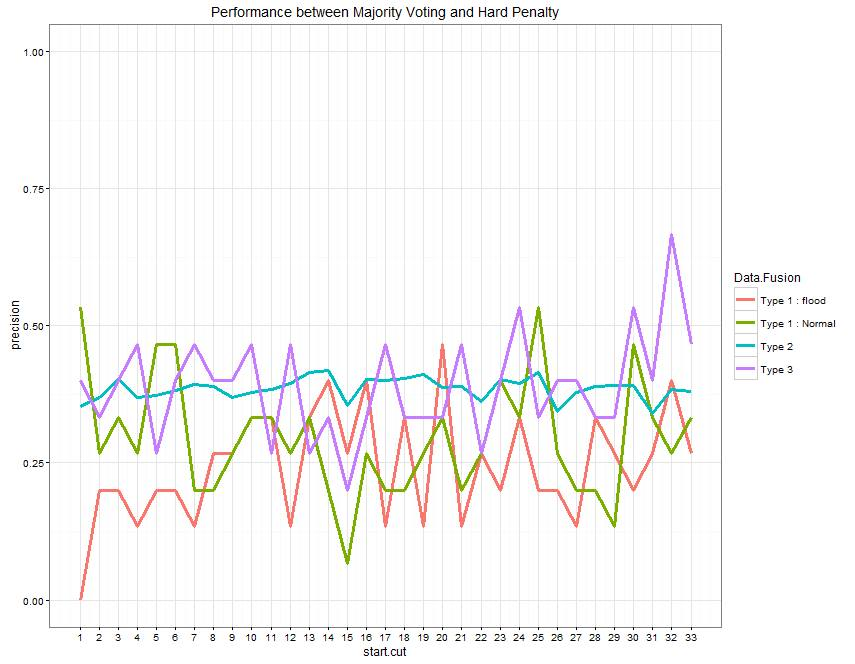 Performance between Majority Voting and Hard Penalty
1.00
0.75
0.50
0.25
0.00
precision
1 2 3 4 5 6 7 8 9 10 11 12 13 14 15 16 17 18 19 20 21 22 23 24 25 26 27 28 29 30 31 32 33
start.cut
Data.Fusion
Type 1 : flood
Type 1 : Normal
Type 2
Type 3